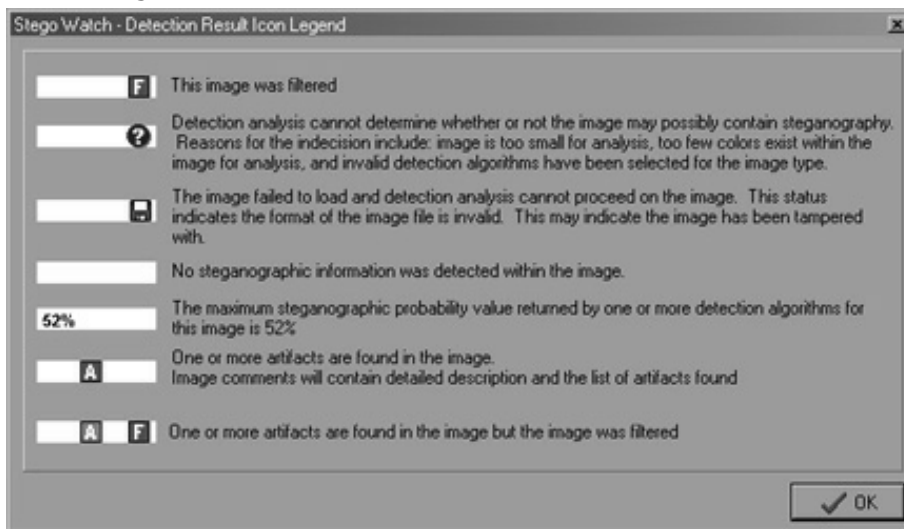 Stego Watch - Detection Result Icon Legend
F This image was filtered
Detection analysis cannot determine whether or not the image may possibly contain steganography.
? Reasons for the indecision include: image is too small for analysis, too few colors exist within the
image for analysis, and invalid detection algorithms have been selected for the image type.
The image failed to load and detection analysis cannot proceed on the image. This status
indicates the format of the image file is invalid. This may indicate the image has been tampered
with.
No steganographic information was detected within the image.
52% The maximum steganographic probability value returned by one or more detection algorithms for
this image is 52%
One or more artifacts are found in the image.
A Image comments will contain detailed description and the list of artifacts found
A F One or more artifacts are found in the image but the image was filtered
OK